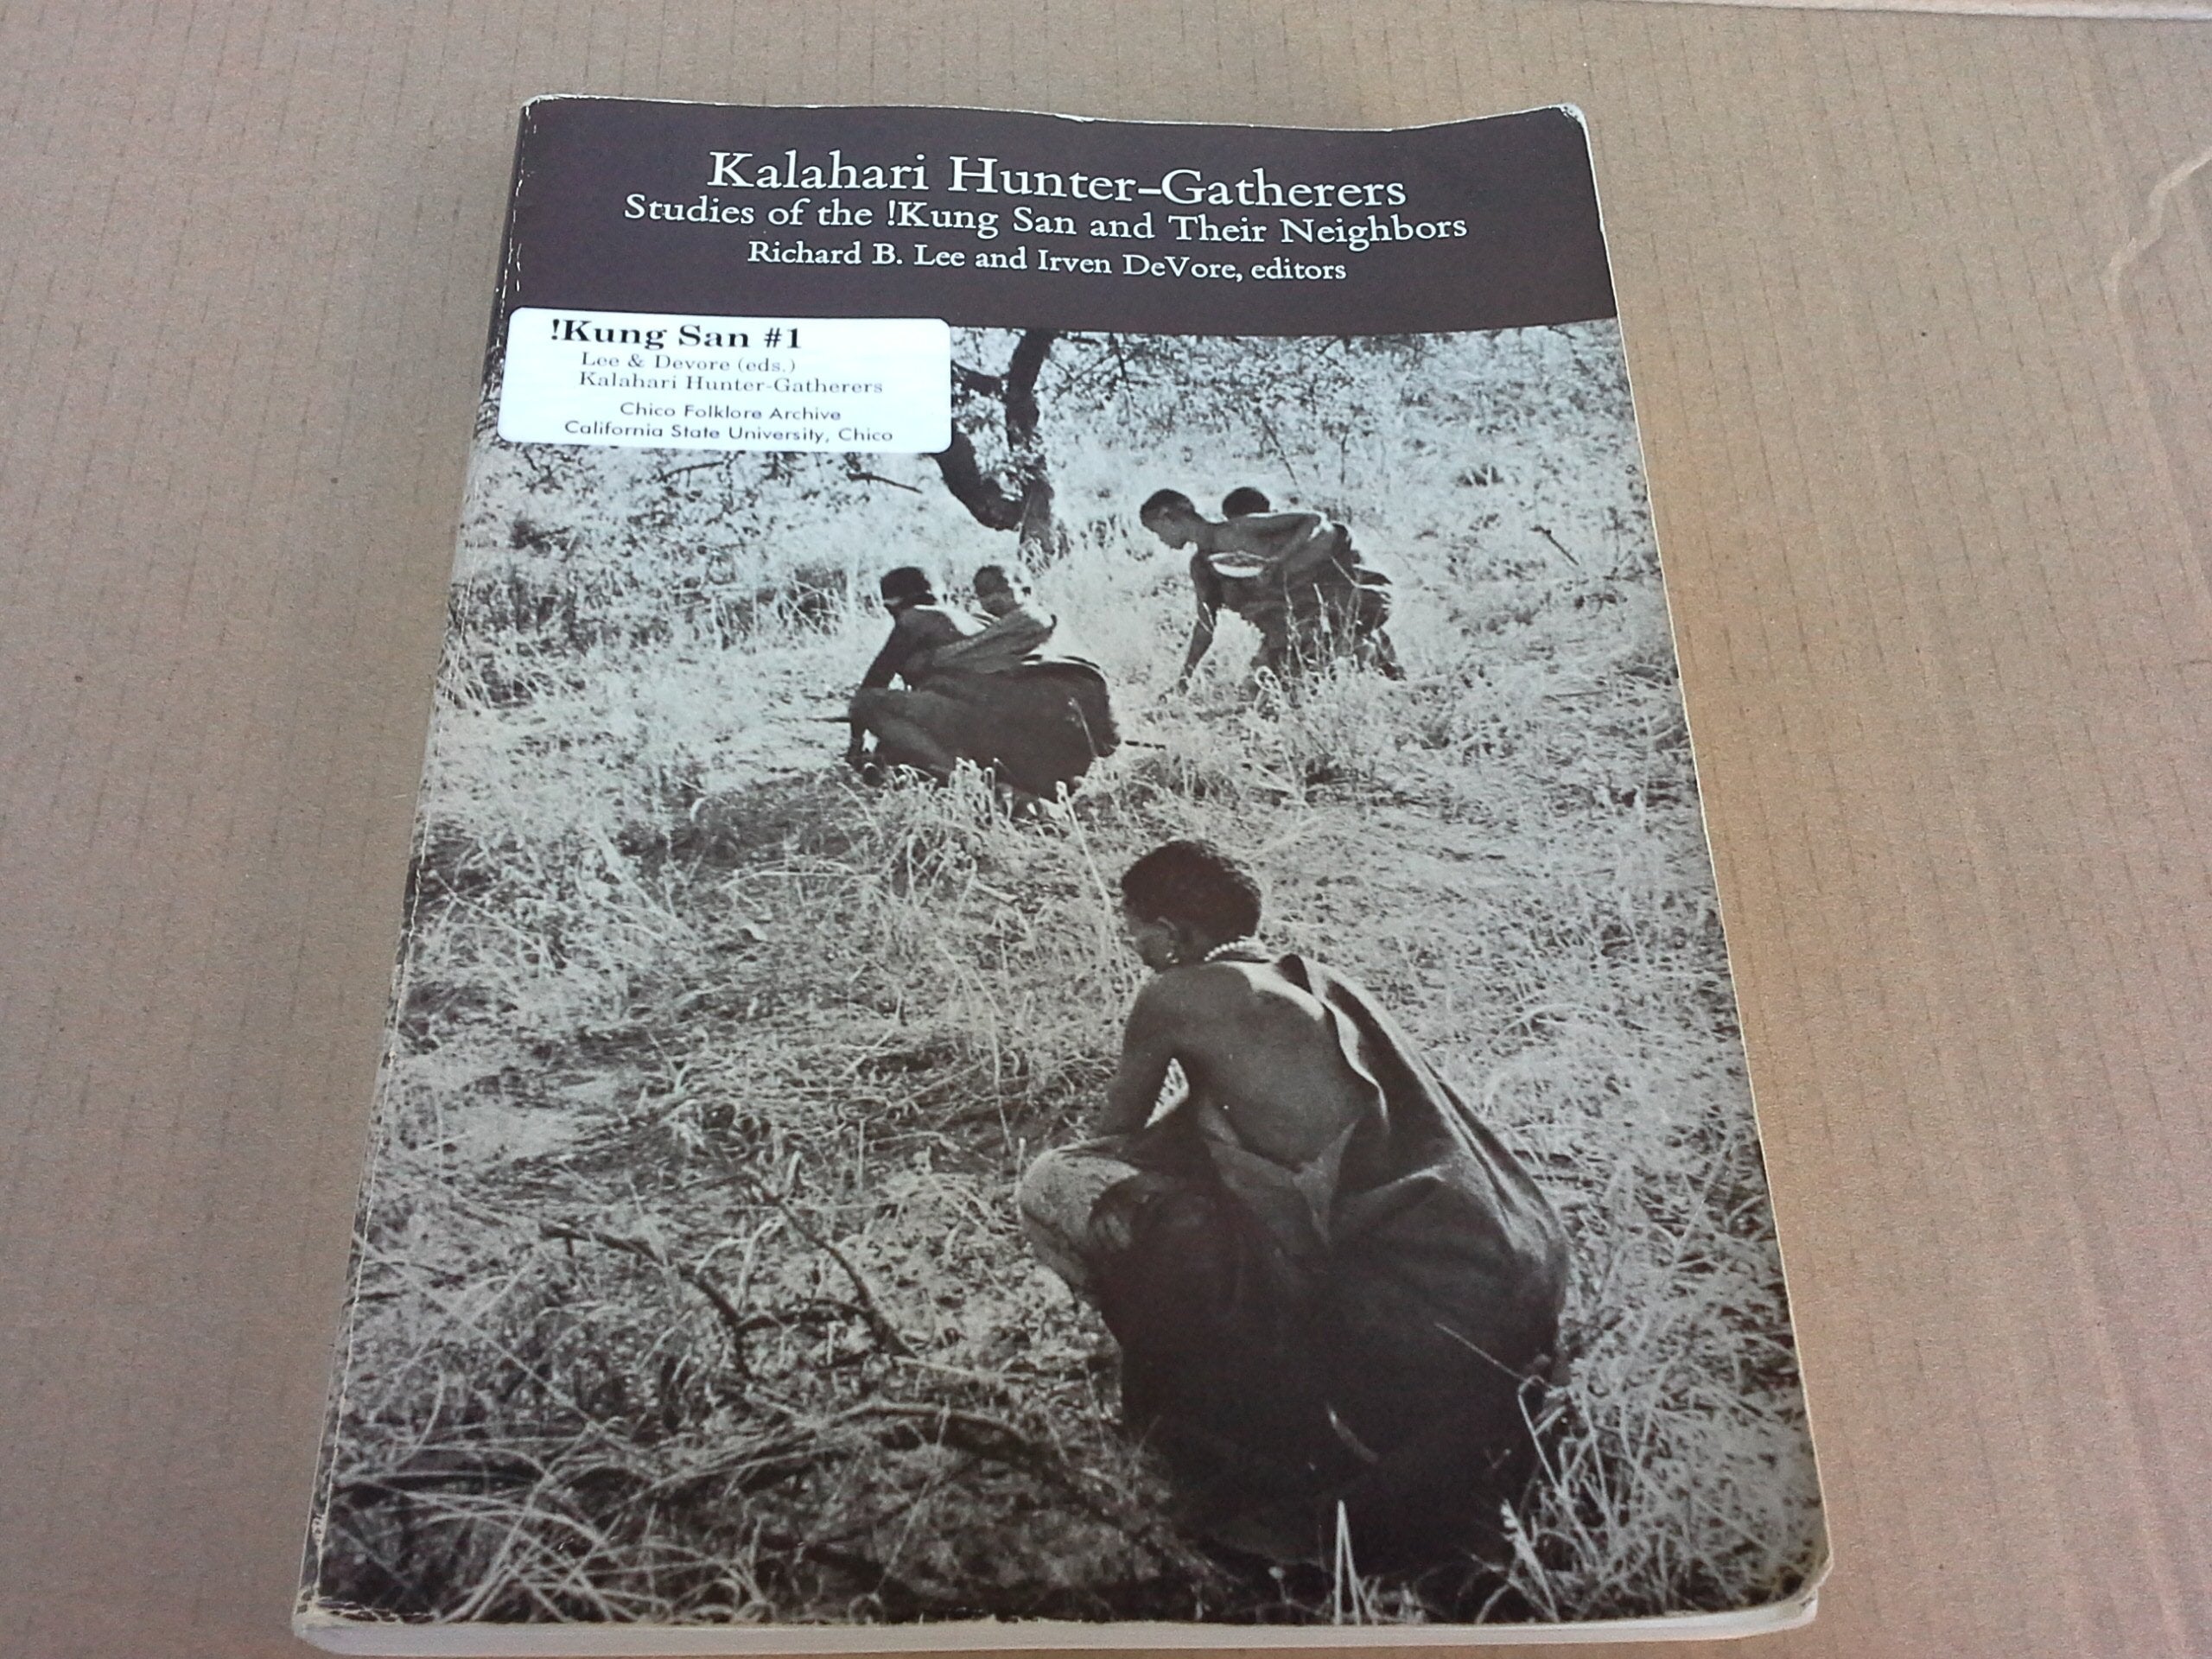 Kalahari Hunter-Gatherers
Studies of the !Kung San and Their Neighbors
Richard B. Lee and Irven DeVore, editors
!Kung San #1
Lee & Devore (eds.)
Kalahari Hunter-Gatherers
Chico Folklore Archive
California State University, Chico